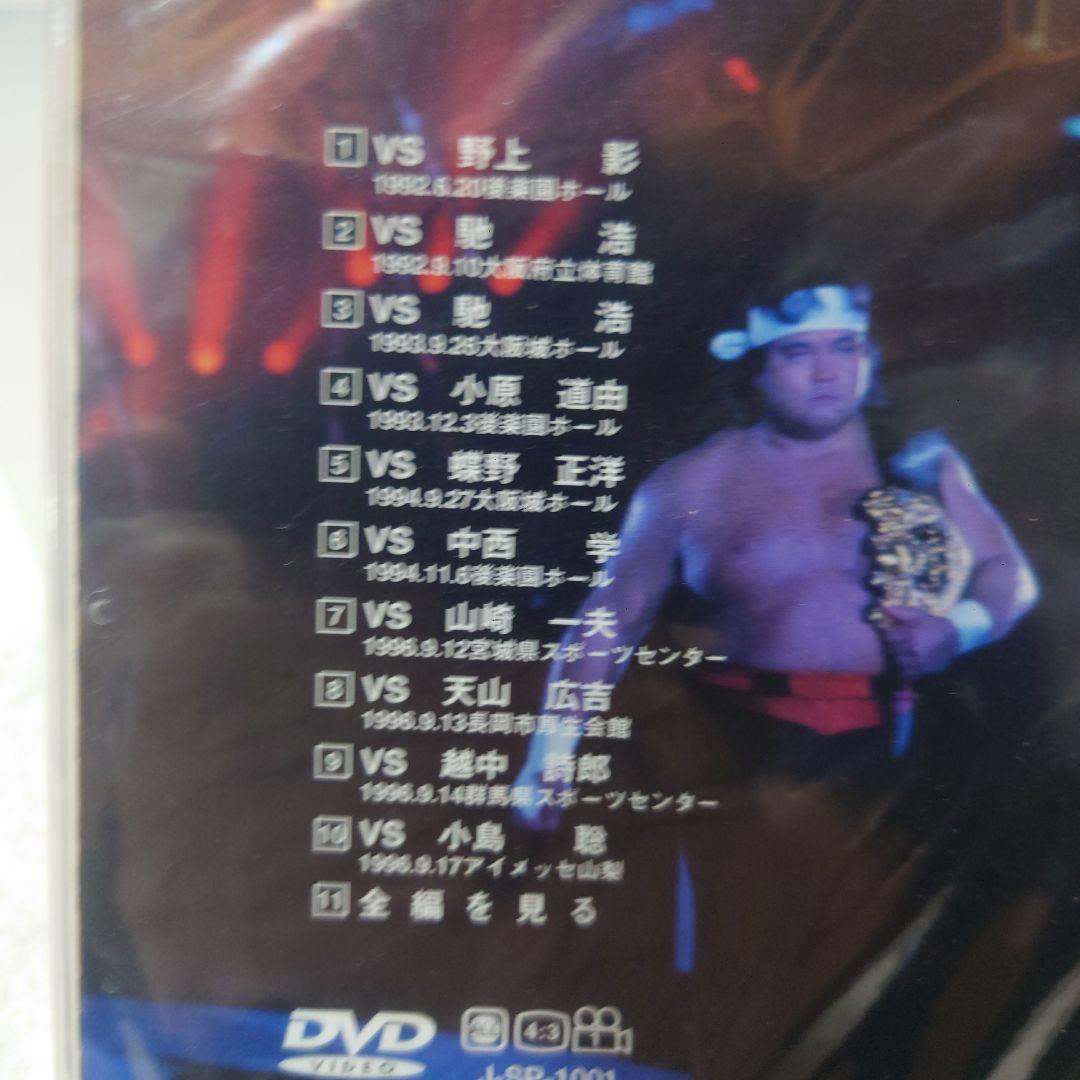 1 VS 野上 彰
1992.6.20後楽園ホール
2 VS 馳 浩
1992.9.10大阪府立体育館
3 VS 馳 浩
1993.9.26大阪城ホール
4 VS 小原 道由
1993.12.3後楽園ホール
5 VS 蝶野 正洋
1994.9.27大阪城ホール
6 VS 中西 学
1994.11.6後楽園ホール
7 VS 山崎 一夫
1996.9.12宮城県スポーツセンター
8 VS 天山 広吉
1996.9.13長岡市厚生会館
9 VS 越中 詩郎
1996.9.14群馬県スポーツセンター
10 VS 小島 聡
1996.9.17アイメッセ山梨
11 全編を見る
DVD 4:3
VIDEO
J-SP-1001